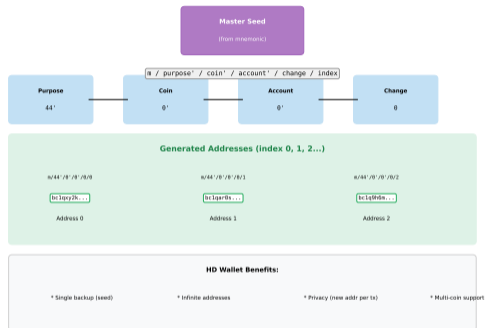 Master Seed
(from mnemonic)
m / purpose' / coin' / account' / change / index
Purpose Coin Account Change
44' 0' 0' 0
Generated Addresses (index 0, 1, 2...)
m/44'/0'/0'/0/0 m/44'/0'/0'/0/1 m/44'/0'/0'/0/2
bc1qxy2k... bc1qar0s... bc1q9h6m...
Address 0 Address 1 Address 2
HD Wallet Benefits:
* Single backup (seed) * Infinite addresses * Privacy (new addr per tx) * Multi-coin support